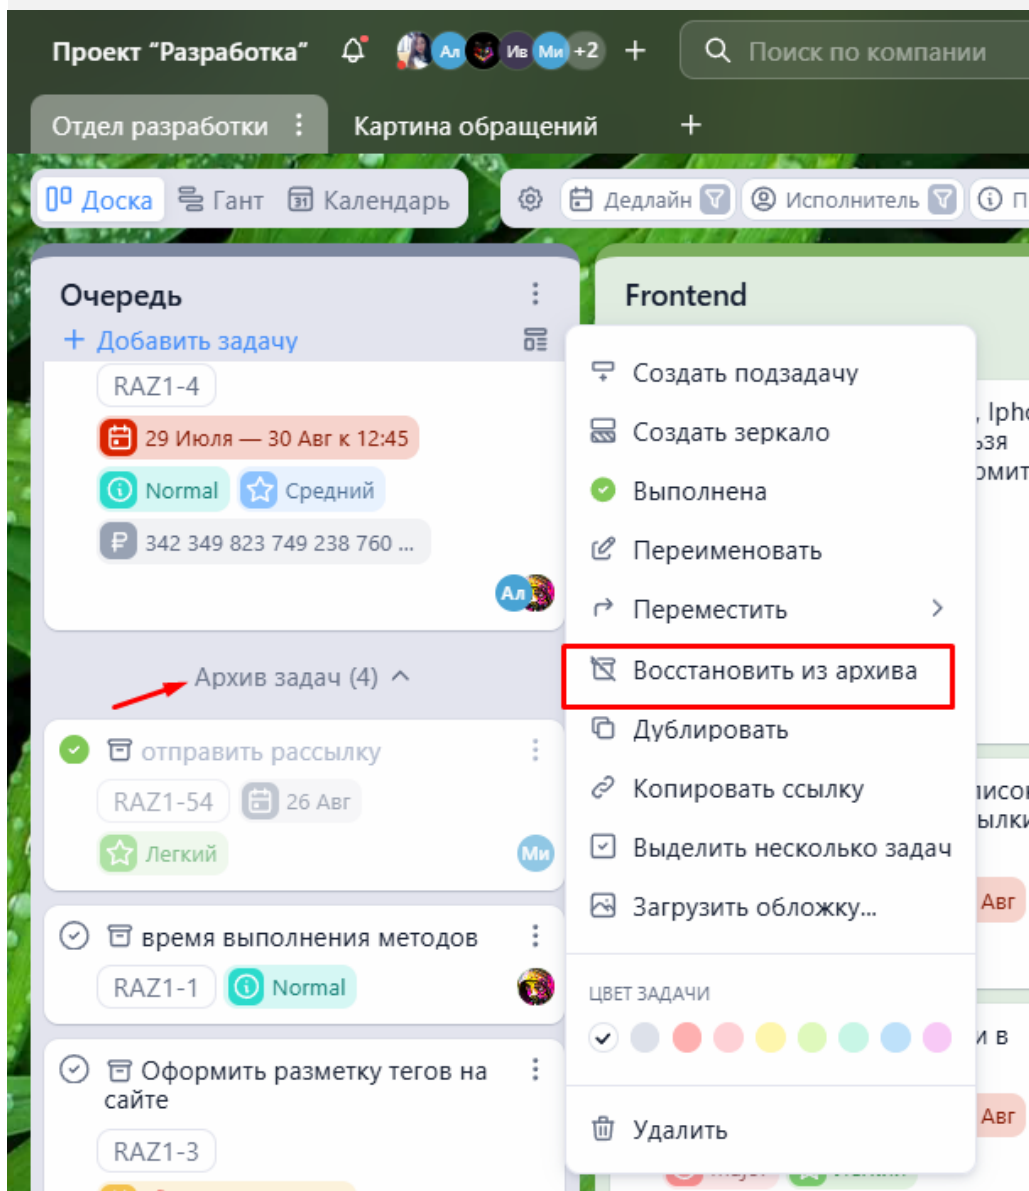 Проект “Разработка”
Ал
Ив
Ми
+2
+
Поиск по компании
Отдел разработки
Картина обращений
+
Доска
Гант
31
Календарь
Дедлайн
Исполнитель
Очередь
+ Добавить задачу
RAZ1-4
29 Июля — 30 Авг к 12:45
Normal
Средний
₽ 342 349 823 749 238 760 ...
Ал
Архив задач (4)
отправить рассылку
RAZ1-54
26 Авг
Легкий
Ми
время выполнения методов
RAZ1-1
Normal
Оформить разметку тегов на
сайте
RAZ1-3
Frontend
Создать подзадачу
Создать зеркало
Выполнена
Переименовать
Переместить
Восстановить из архива
Дублировать
Копировать ссылку
Выделить несколько задач
Загрузить обложку...
ЦВЕТ ЗАДАЧИ
Удалить
Авг
и в
Авг